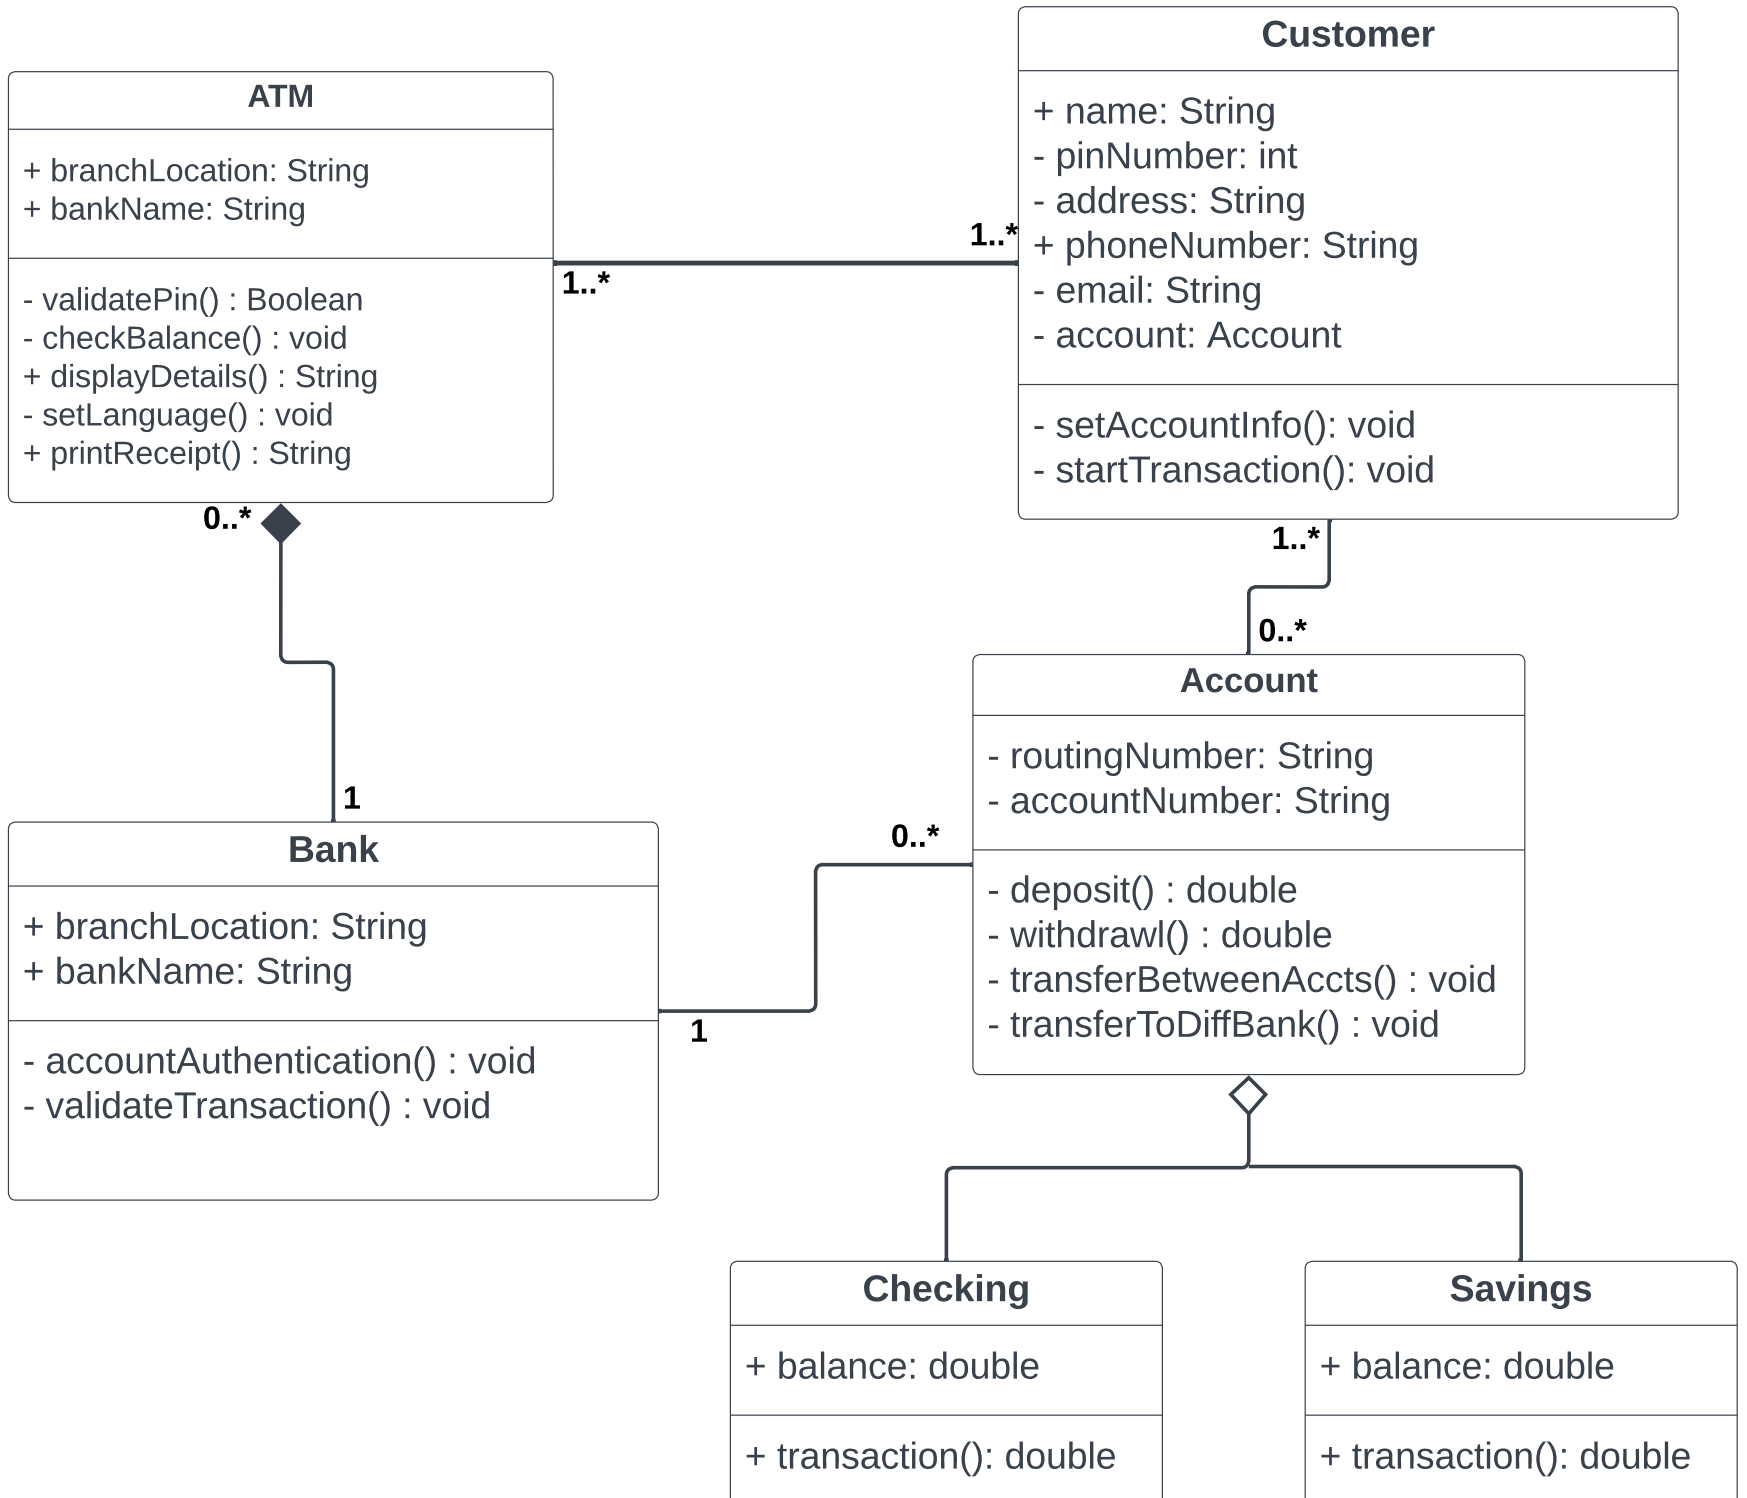 ATM
+ branchLocation: String
+ bankName: String
- validatePin() : Boolean
- checkBalance() : void
+ displayDetails() : String
- setLanguage() : void
+ printReceipt() : String
Customer
+ name: String
- pinNumber: int
- address: String
+ phoneNumber: String
- email: String
- account: Account
- setAccountInfo(): void
- startTransaction(): void
1..*
1..*
0..*
1
1..*
0..*
Bank
+ branchLocation: String
+ bankName: String
- accountAuthentication() : void
- validateTransaction() : void
0..*
1
Account
- routingNumber: String
- accountNumber: String
- deposit() : double
- withdrawl() : double
- transferBetweenAccts() : void
- transferToDiffBank() : void
Checking
+ balance: double
+ transaction(): double
Savings
+ balance: double
+ transaction(): double